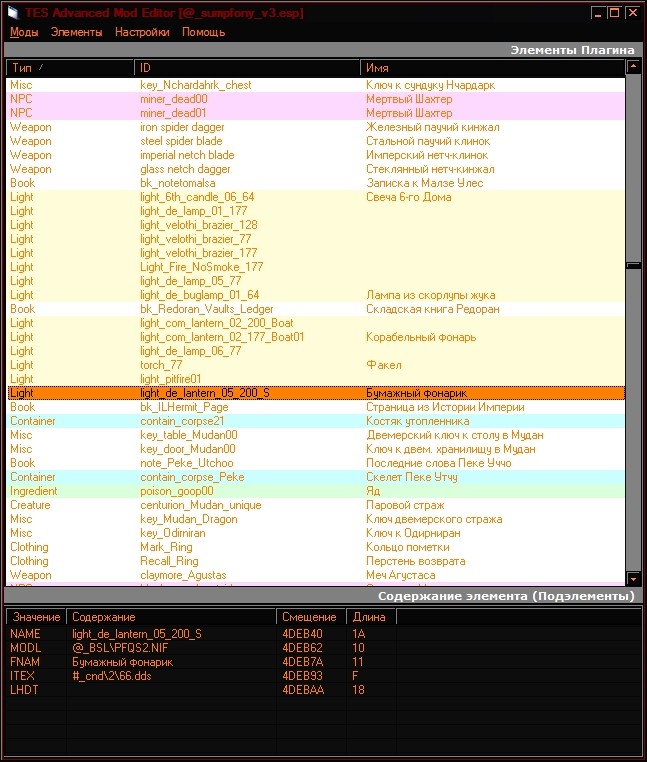 TES Advanced Mod Editor [@_sumpfony_v3.esp]
Моды Элементы Настройки Помощь
Элементы Плагина
Тип ID Имя
Misc key_Nchardahrk_chest Ключ к сундуку Нчардарк
NPC miner_dead00 Мертвый Шахтер
NPC miner_dead01 Мертвый Шахтер
Weapon iron spider dagger Железный паучий кинжал
Weapon steel spider blade Стальной паучий клинок
Weapon imperial netch blade Имперский нетч-клинок
Weapon glass netch dagger Стеклянный нетч-кинжал
Book bk_notetomalsa Записка к Малзе Улес
Light light_6th_candle_06_64 Свеча 6-го Дома
Light light_de_lamp_01_177
Light light_velothi_brazier_128
Light light_velothi_brazier_77
Light light_velothi_brazier_177
Light Light_Fire_NoSmoke_177
Light light_de_lamp_05_77
Light light_de_buglamp_01_64 Лампа из скорлупы жука
Book bk_Redoran_Vaults_Ledger Складская книга Редоран
Light light_com_lantern_02_200_Boat
Light light_com_lantern_02_177_Boat01 Корабельный фонарь
Light light_de_lamp_06_77
Light torch_77 Факел
Light light_pitfire01
Light light_de_lantern_05_200_S Бумажный фонарик
Book bk_ILHermit_Page Страница из Истории Империи
Container contain_corpse21 Костяк утопленника
Misc key_table_Mudan00 Двемерский ключ к столу в Мудан
Misc key_door_Mudan00 Ключ к двем. хранилищу в Мудан
Book note_Peke_Utchoo Последние слова Пеке Уччо
Container contain_corpse_Peke Скелет Пеке Утчу
Ingredient poison_goop00 Яд
Creature centurion_Mudan_unique Паровой страж
Misc key_Mudan_Dragon Ключ двемерского стража
Misc key_Odirniran Ключ к Одирниран
Clothing Mark_Ring Кольцо пометки
Clothing Recall_Ring Перстень возврата
Weapon claymore_Agustas Меч Агустаса
Содержание элемента (Подэлементы)
Значение Содержание Смещение Длина
NAME light_de_lantern_05_200_S 4DEB40 1A
MODL @_BSL\PFQS2.NIF 4DEB62 10
FNAM Бумажный фонарик 4DEB7A 11
ITEX #_cnd\2\66.dds 4DEB93 F
LHDT 4DEBAA 18